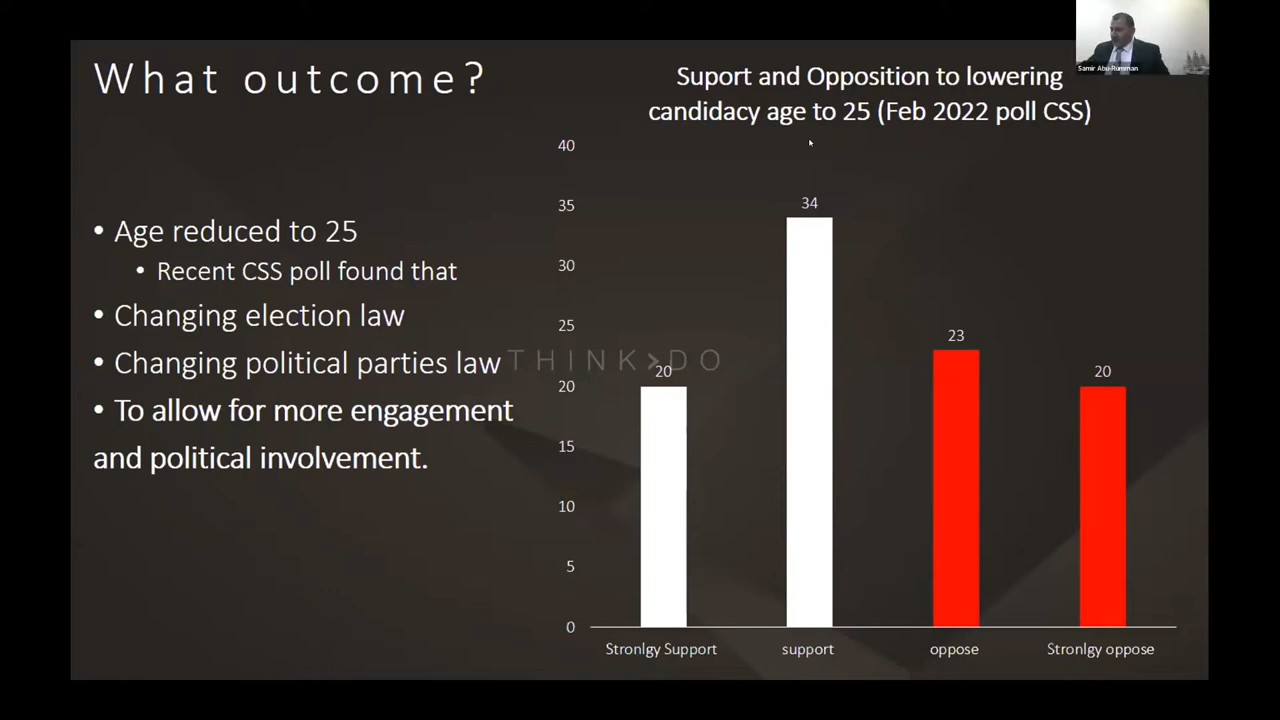 What outcome?
• Age reduced to 25
• Recent CSS poll found that
• Changing election law
• Changing political parties law
• To allow for more engagement
and political involvement.
Suport and Opposition to lowering
candidacy age to 25 (Feb 2022 poll CSS)
40
35
30
25
20
15
10
5
0
20
34
23
20
Stronlgy Support
support
oppose
Stronlgy oppose
THINK>DO
Samir Abu-Rumman